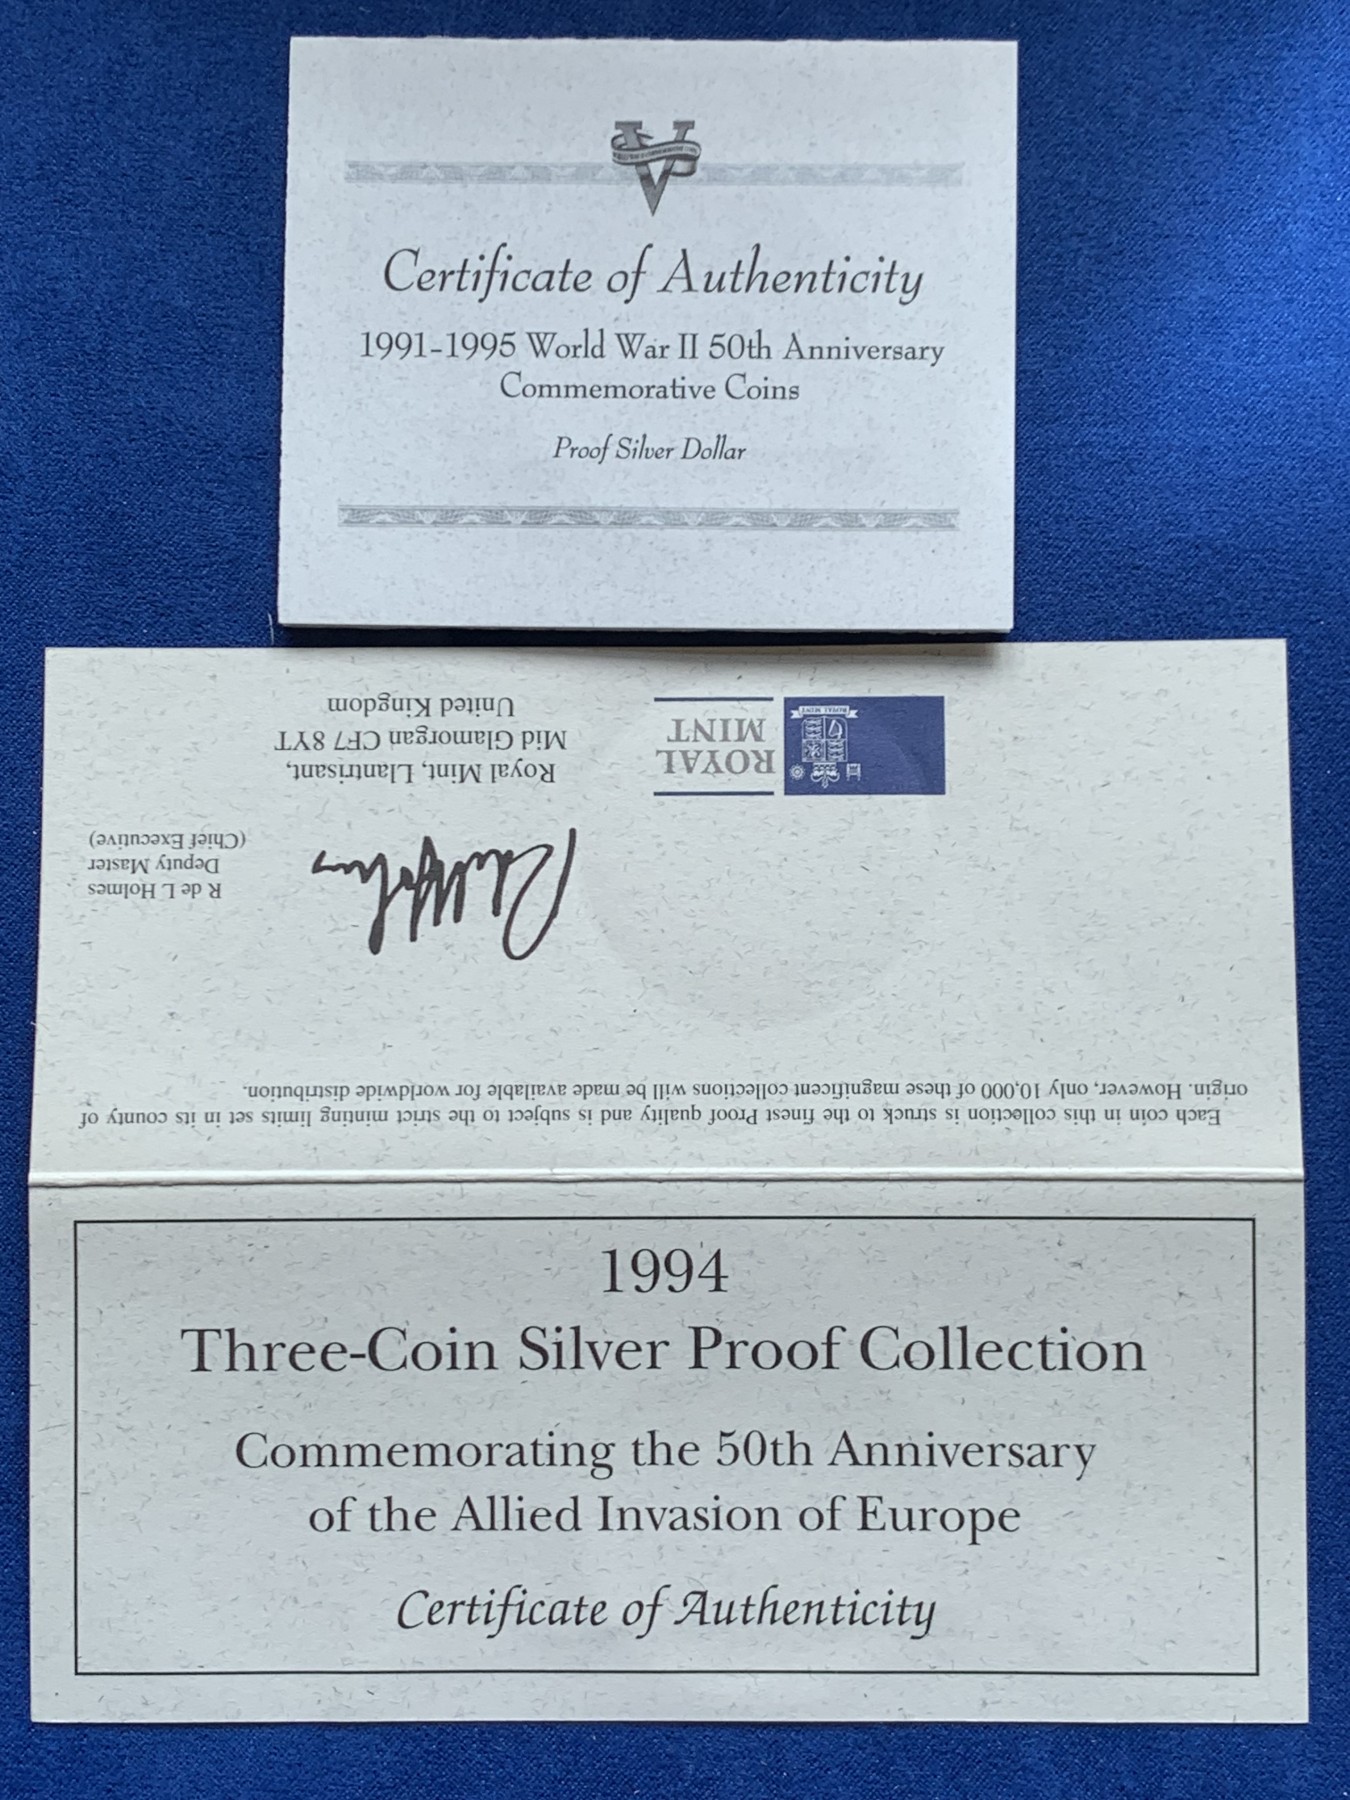 Certificate of Authenticity
1991-1995 World War II 50th Anniversary
Commemorative Coins
Proof Silver Dollar
Each coin in this collection is struck to the finest Proof quality and is subject to the strict minting limits set in its county of
origin. However, only 10,000 of these magnificent collections will be made available for worldwide distribution.
R de L Holmes
Deputy Master
(Chief Executive)
Royal Mint, Llantrisant,
Mid Glamorgan CF7 8YT
United Kingdom
ROYAL MINT
ROYAL
MINT
1994
Three-Coin Silver Proof Collection
Commemorating the 50th Anniversary
of the Allied Invasion of Europe
Certificate of Authenticity